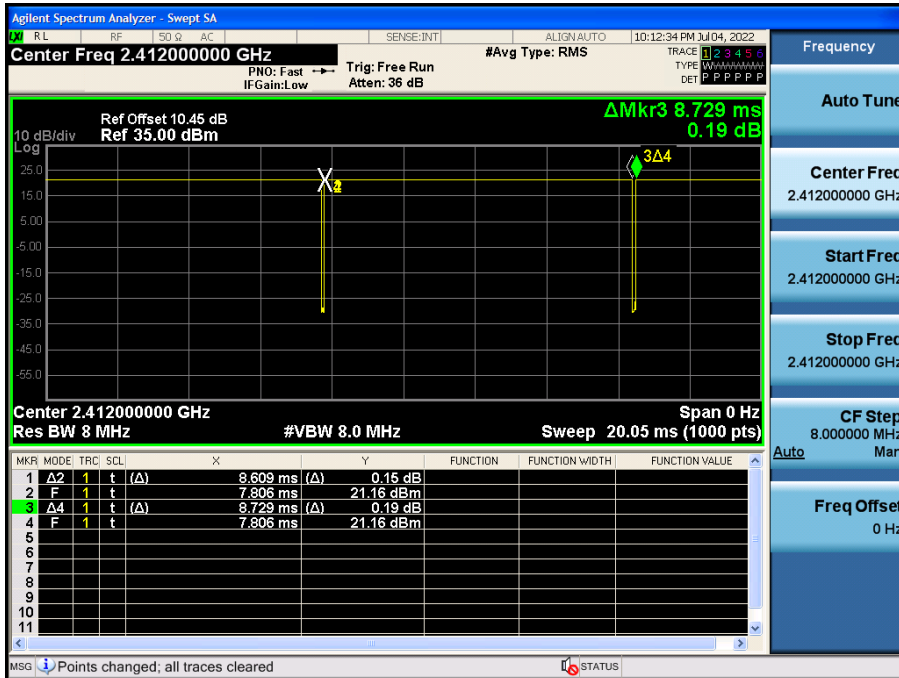 Agilent Spectrum Analyzer - Swept SA
LXI RL RF 50 Ω AC SENSE:INT ALIGN AUTO 10:12:34 PM Jul 04, 2022
Center Freq 2.412000000 GHz #Avg Type: RMS TRACE 1 2 3 4 5 6
PNO: Fast Trig: Free Run TYPE WWWWWW
IFGain:Low Atten: 36 dB DET P P P P P P
ΔMkr3 8.729 ms
0.19 dB
Ref Offset 10.45 dB
10 dB/div Ref 35.00 dBm
Log
25.0
15.0
5.00
-5.00
-15.0
-25.0
-35.0
-45.0
-55.0
3Δ4
Center 2.412000000 GHz Span 0 Hz
Res BW 8 MHz #VBW 8.0 MHz Sweep 20.05 ms (1000 pts)
MKR MODE TRC SCL X Y FUNCTION FUNCTION WIDTH FUNCTION VALUE
1 Δ2 1 t (Δ) 8.609 ms (Δ) 0.15 dB
2 F 1 t 7.806 ms 21.16 dBm
3 Δ4 1 t (Δ) 8.729 ms (Δ) 0.19 dB
4 F 1 t 7.806 ms 21.16 dBm
5
6
7
8
9
10
11
MSG Points changed; all traces cleared STATUS
Frequency
Auto Tune
Center Freq
2.412000000 GHz
Start Freq
2.412000000 GHz
Stop Freq
2.412000000 GHz
CF Step
8.000000 MHz
Auto Man
Freq Offset
0 Hz